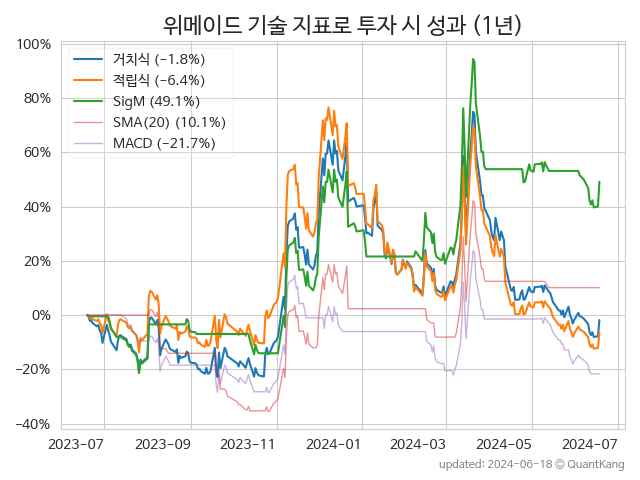 위메이드 기술 지표로 투자 시 성과 (1년)
100%
80%
60%
40%
20%
0%
−20%
−40%
거치식 (−1.8%)
적립식 (−6.4%)
SigM (49.1%)
SMA(20) (10.1%)
MACD (−21.7%)
2023-07 2023-09 2023-11 2024-01 2024-03 2024-05 2024-07
updated: 2024-06-18 © QuantKang